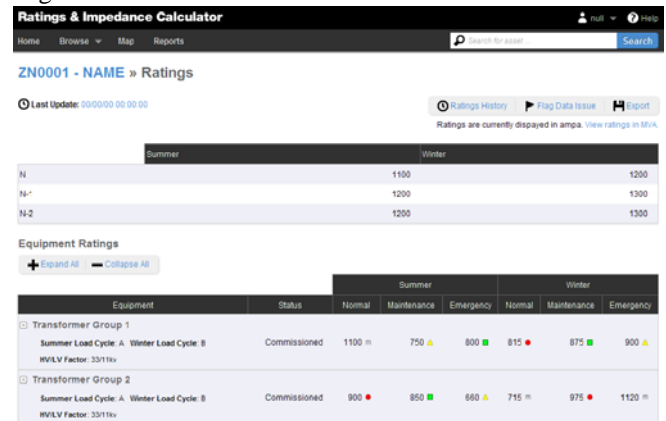 Ratings & Impedance Calculator null Help
Home Browse Map Reports Search for asset ... Search
ZN0001 - NAME » Ratings
Last Update: 00/00/00 00:00:00 Ratings History Flag Data Issue Export
Ratings are currently dispayed in ampa. View ratings in MVA.
Summer Winter
N 1100 1200
N-1 1200 1300
N-2 1200 1300
Equipment Ratings
Expand All Collapse All
Summer Winter
Equipment Status Normal Maintenance Emergency Normal Maintenance Emergency
Transformer Group 1
Summer Load Cycle: A Winter Load Cycle: B Commissioned 1100 m 750 800 815 875 900
HV/LV Factor: 33/11kv
Transformer Group 2
Summer Load Cycle: A Winter Load Cycle: B Commissioned 900 850 660 715 m 975 1120 m
HV/LV Factor: 33/11kv